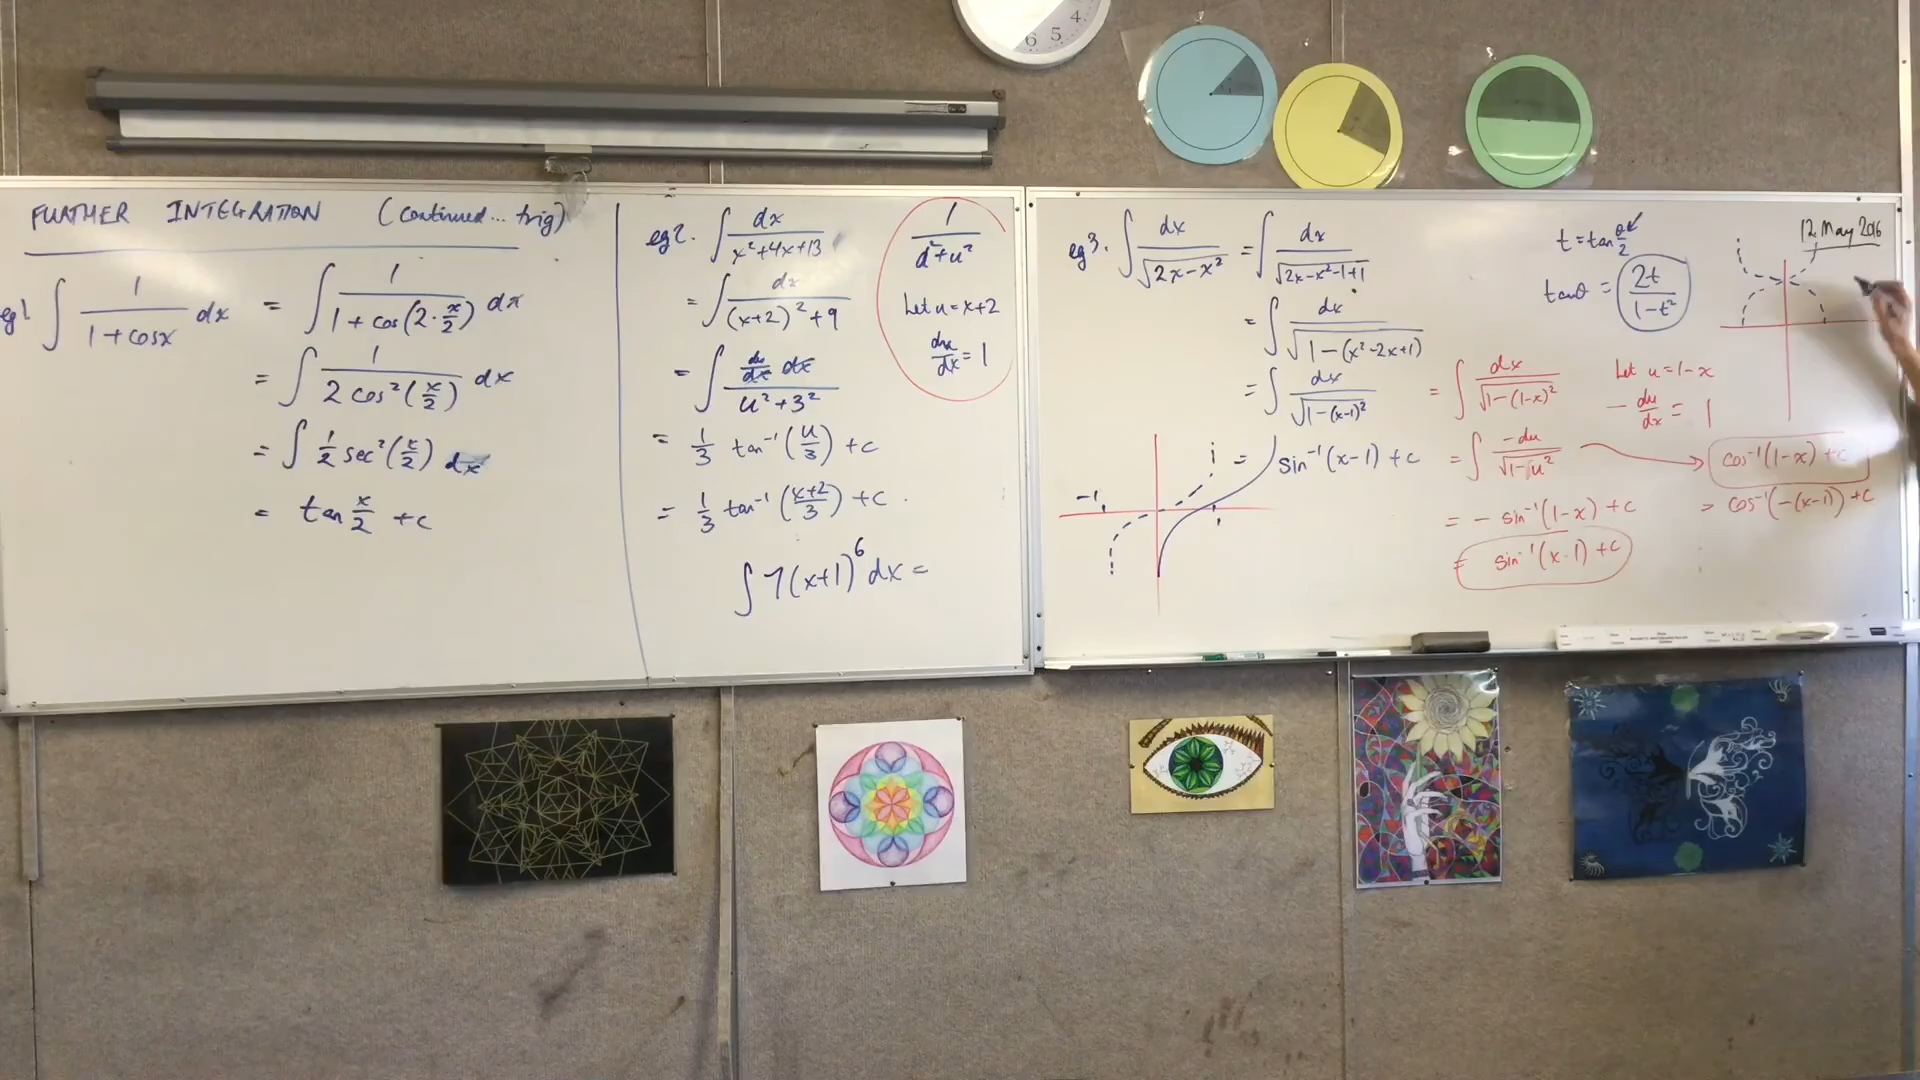 FURTHER INTEGRATION (continued... trig)
eg1 ∫ 1/(1+cosx) dx = ∫ 1/(1+cos(2·x/2)) dx
= ∫ 1/(2cos²(x/2)) dx
= ∫ ½ sec²(x/2) dx
= tan x/2 + c
eg2. ∫ dx/(x²+4x+13)
= ∫ dx/((x+2)²+9)
= ∫ (du/dx dx)/(u²+3²)
= 1/3 tan⁻¹(u/3) + c
= 1/3 tan⁻¹((x+2)/3) + c
∫ 7(x+1)⁶ dx =
1/(a²+u²)
Let u = x+2
du/dx = 1
eg3. ∫ dx/√(2x-x²) = ∫ dx/√(2x-x²-1+1)
= ∫ dx/√(1-(x²-2x+1))
= ∫ dx/√(1-(x-1)²)
= sin⁻¹(x-1) + c
-1
1
= ∫ dx/√(1-(1-x)²)
= ∫ -du/√(1-u²)
= - sin⁻¹(1-x) + c
= sin⁻¹(x-1) + c
Let u = 1-x
- du/dx = 1
cos⁻¹(1-x) + c
= cos⁻¹(-(x-1)) + c
t = tan θ/2
tanθ = 2t/(1-t²)
12 May 2016
4
5
6